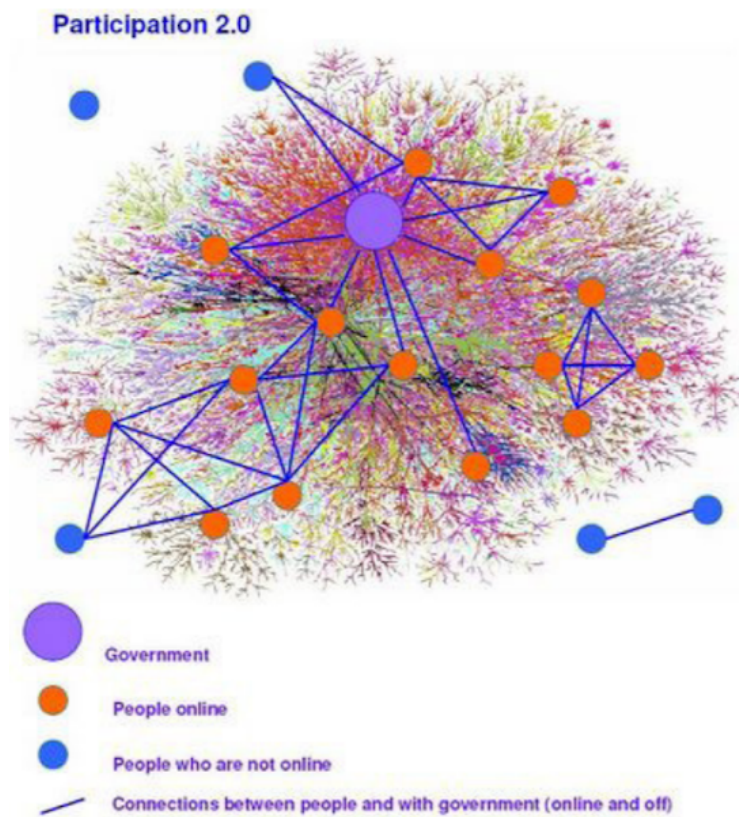 Participation 2.0
Government
People online
People who are not online
Connections between people and with government (online and off)